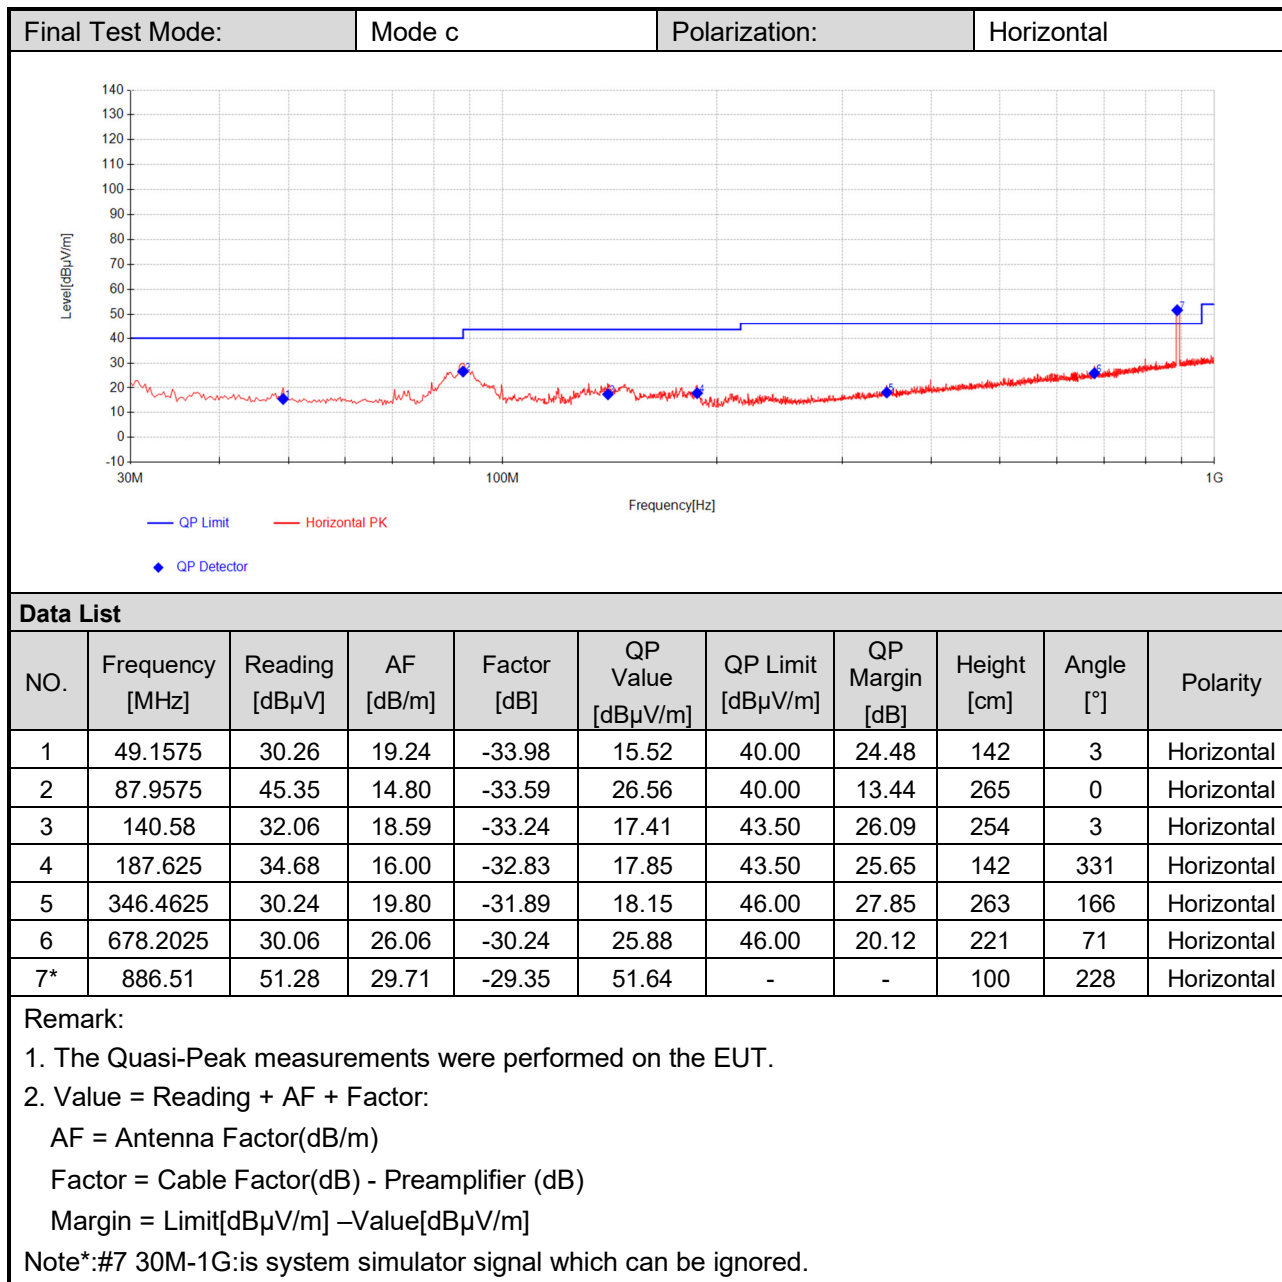 Final Test Mode: Mode c Polarization: Horizontal
140
130
120
110
100
90
80
70
60
50
40
30
20
10
0
-10
Level[dBµV/m]
1
2
3
4
5
6
7
30M 100M 1G
Frequency[Hz]
QP Limit Horizontal PK
QP Detector
Data List
NO. Frequency [MHz] Reading [dBµV] AF [dB/m] Factor [dB] QP Value [dBµV/m] QP Limit [dBµV/m] QP Margin [dB] Height [cm] Angle [°] Polarity
1 49.1575 30.26 19.24 -33.98 15.52 40.00 24.48 142 3 Horizontal
2 87.9575 45.35 14.80 -33.59 26.56 40.00 13.44 265 0 Horizontal
3 140.58 32.06 18.59 -33.24 17.41 43.50 26.09 254 3 Horizontal
4 187.625 34.68 16.00 -32.83 17.85 43.50 25.65 142 331 Horizontal
5 346.4625 30.24 19.80 -31.89 18.15 46.00 27.85 263 166 Horizontal
6 678.2025 30.06 26.06 -30.24 25.88 46.00 20.12 221 71 Horizontal
7* 886.51 51.28 29.71 -29.35 51.64 - - 100 228 Horizontal
Remark:
1. The Quasi-Peak measurements were performed on the EUT.
2. Value = Reading + AF + Factor:
AF = Antenna Factor(dB/m)
Factor = Cable Factor(dB) - Preamplifier (dB)
Margin = Limit[dBµV/m] –Value[dBµV/m]
Note*:#7 30M-1G:is system simulator signal which can be ignored.